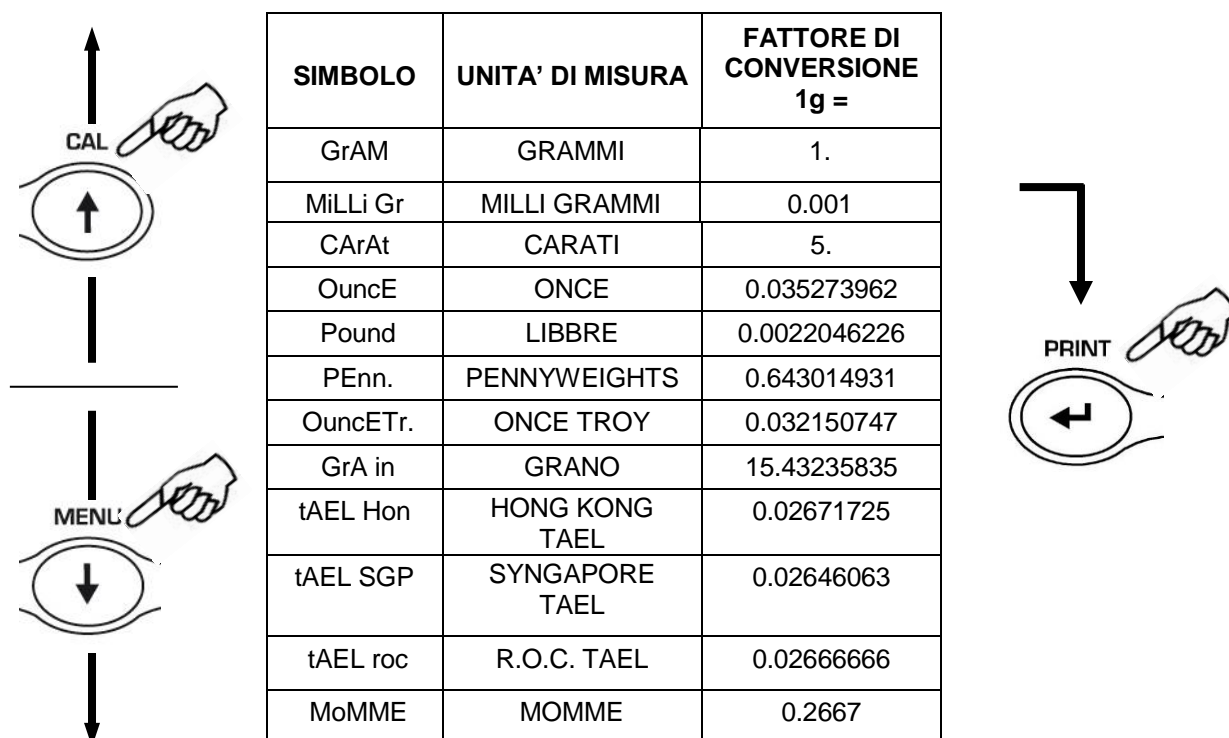 CAL
MENU
SIMBOLO UNITA’ DI MISURA FATTORE DI
CONVERSIONE
1g =
GrAM GRAMMI 1.
MiLLi Gr MILLI GRAMMI 0.001
CArAt CARATI 5.
OuncE ONCE 0.035273962
Pound LIBBRE 0.0022046226
PEnn. PENNYWEIGHTS 0.643014931
OuncETr. ONCE TROY 0.032150747
GrA in GRANO 15.43235835
tAEL Hon HONG KONG
TAEL 0.02671725
tAEL SGP SYNGAPORE
TAEL 0.02646063
tAEL roc R.O.C. TAEL 0.02666666
MoMME MOMME 0.2667
PRINT